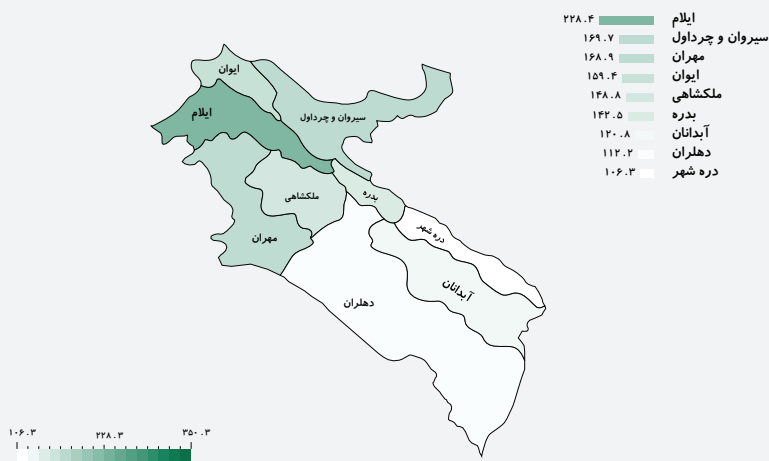 ایلام ۲۲۸.۴
سیروان و چرداول ۱۶۹.۷
مهران ۱۶۸.۹
ایوان ۱۵۹.۴
ملکشاهی ۱۴۸.۸
بدره ۱۴۲.۵
آبدانان ۱۲۰.۸
دهلران ۱۱۲.۲
دره شهر ۱۰۶.۳
ایوان
ایلام
سیروان و چرداول
ملکشاهی
بدره
مهران
دره شهر
آبدانان
دهلران
۱۰۶.۳ ۲۲۸.۳ ۳۵۰.۳